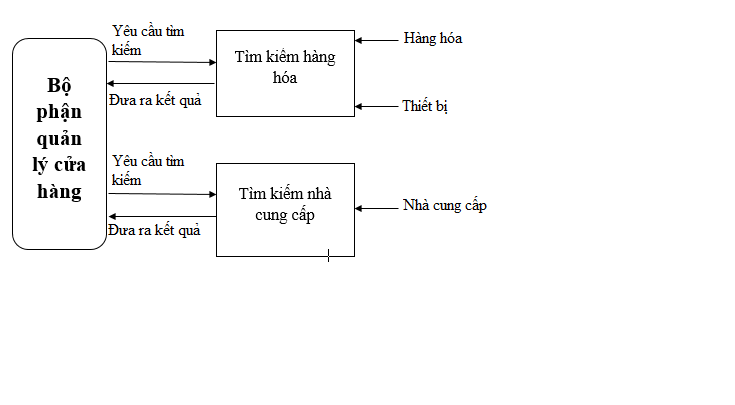 Bộ
phận
quản
lý cửa
hàng
Yêu cầu tìm
kiếm
Đưa ra kết quả
Tìm kiếm hàng
hóa
Hàng hóa
Thiết bị
Yêu cầu tìm
kiếm
Đưa ra kết quả
Tìm kiếm nhà
cung cấp
Nhà cung cấp